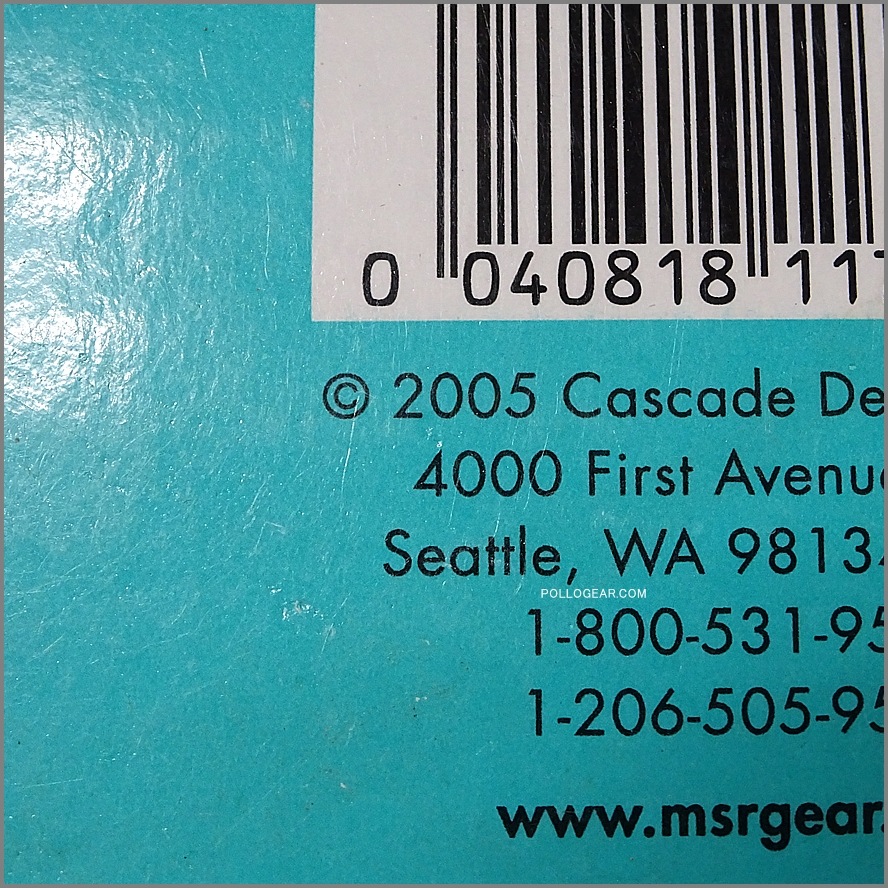 0 040818 11
© 2005 Cascade De
4000 First Avenu
Seattle, WA 9813
POLLOGEAR.COM
1-800-531-95
1-206-505-95
www.msrgear.